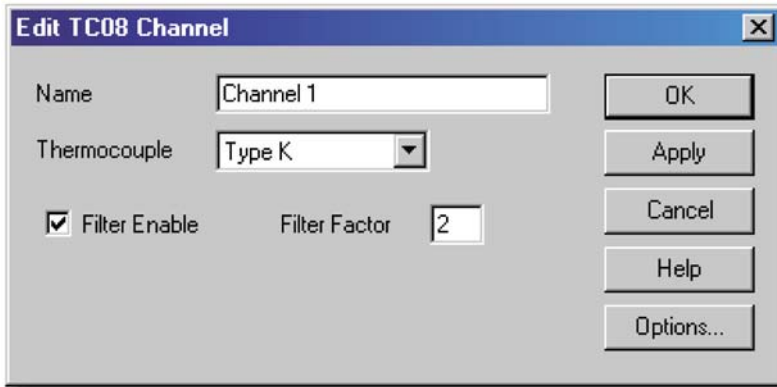 Edit TC08 Channel
Name Channel 1 OK
Thermocouple Type K Apply
Filter Enable Filter Factor 2 Cancel
Help
Options...